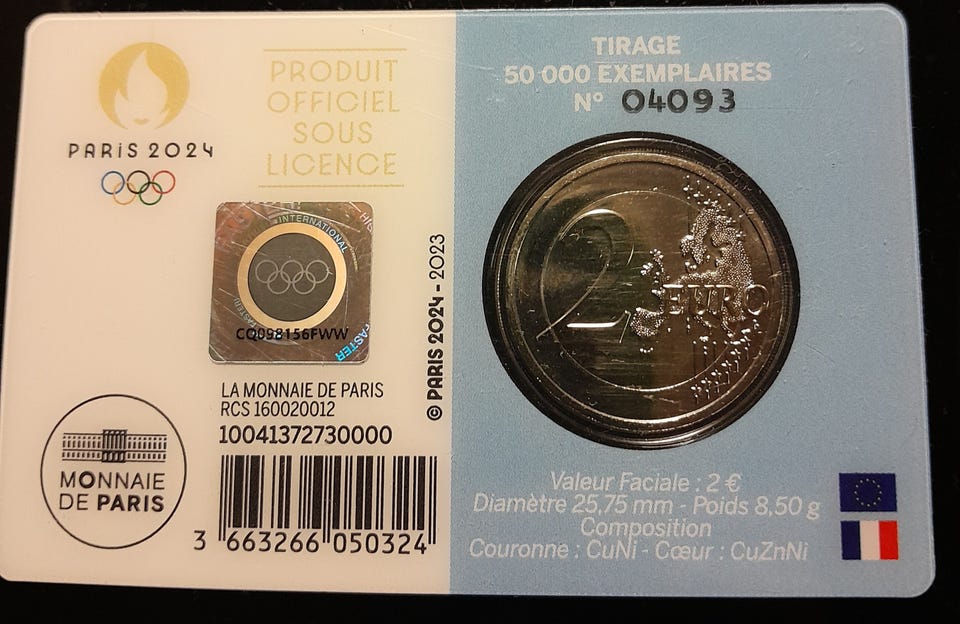 PARIS 2024
PRODUIT
OFFICIEL
SOUS
LICENCE
INTERNATIONAL
CQ098156FWW
FASTER
© PARIS 2024 - 2023
LA MONNAIE DE PARIS
RCS 160020012
10041372730000
3 663266 050324
MONNAIE
DE PARIS
TIRAGE
50 000 EXEMPLAIRES
N° 04093
2 EURO
Valeur Faciale : 2 €
Diamètre 25,75 mm - Poids 8,50 g
Composition
Couronne : CuNi - Cœur : CuZnNi